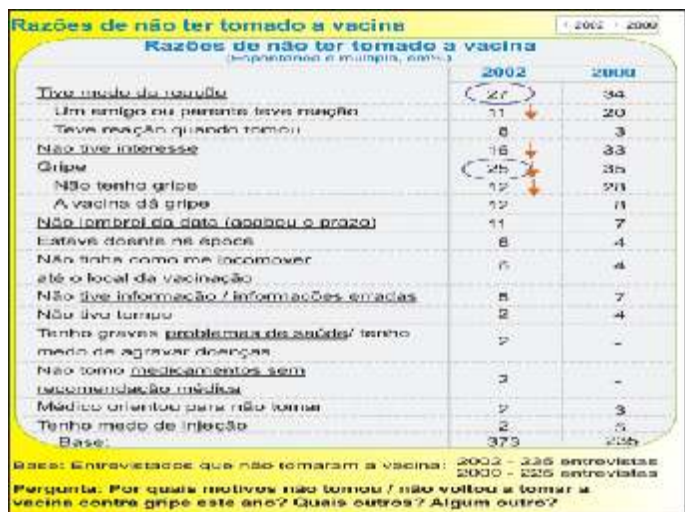 Razões de não ter tomado a vacina
2002 2000
Razões de não ter tomado a vacina
(Espontânea e múltipla, em%)
2002 2000
Tive medo da reação 27 34
Um amigo ou parente teve reação 11 20
Teve reação quando tomou 8 3
Não tive interesse 16 33
Gripe 25 35
Não tenho gripe 12 28
A vacina dá gripe 12 8
Não lembrei da data (acabou o prazo) 11 7
Estava doente na época 6 4
Não tinha como me locomover
até o local da vacinação 4
Não tive informação / informações erradas 7
Não tive tempo 2 4
Tenho graves problemas de saúde/ tenho
medo de agravar doenças 2 -
Não tomo medicamentos sem
recomendação médica 2 -
Médico orientou para não tomar 2 3
Tenho medo de injeção 2 5
Base: 373
Base: Entrevistados que não tomaram a vacina: 2002 - entrevistas
2000 - entrevistas
Pergunta: Por quais motivos não tomou / não voltou a tomar a
vacina contra gripe este ano? Quais outros? Algum outro?